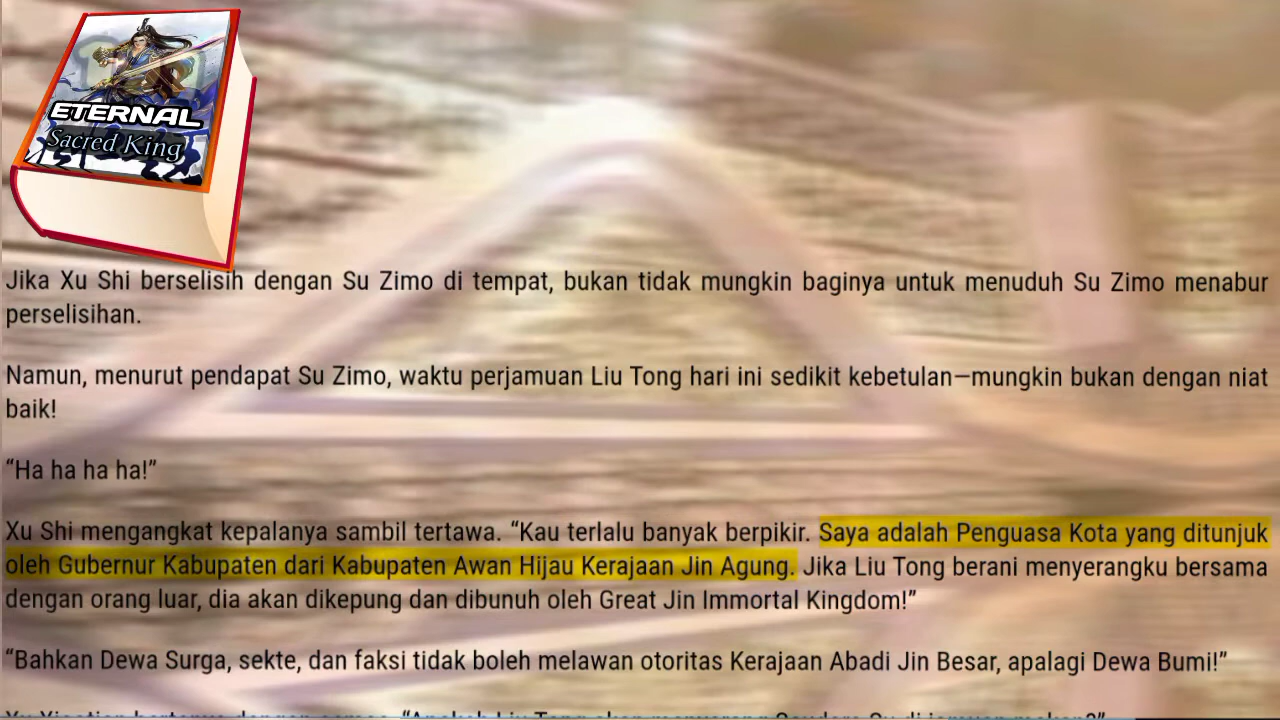 ETERNAL
Sacred King
Jika Xu Shi berselisih dengan Su Zimo di tempat, bukan tidak mungkin baginya untuk menuduh Su Zimo menabur
perselisihan.
Namun, menurut pendapat Su Zimo, waktu perjamuan Liu Tong hari ini sedikit kebetulan—mungkin bukan dengan niat
baik!
“Ha ha ha ha!”
Xu Shi mengangkat kepalanya sambil tertawa. “Kau terlalu banyak berpikir. Saya adalah Penguasa Kota yang ditunjuk
oleh Gubernur Kabupaten dari Kabupaten Awan Hijau Kerajaan Jin Agung. Jika Liu Tong berani menyerangku bersama
dengan orang luar, dia akan dikepung dan dibunuh oleh Great Jin Immortal Kingdom!”
“Bahkan Dewa Surga, sekte, dan faksi tidak boleh melawan otoritas Kerajaan Abadi Jin Besar, apalagi Dewa Bumi!”